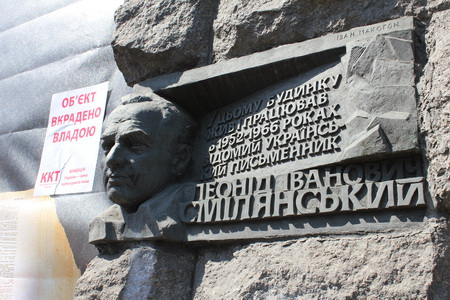 ІВАН МАКОГОН
У ЦЬОМУ БУДИНКУ
ЖИВ І ПРАЦЮВАВ
В 1952-1966 РОКАХ
ВІДОМИЙ УКРАЇНСЬ
КИЙ ПИСЬМЕННИК
ЛЕОНІД ІВАНОВИЧ
СМІЛЯНСЬКИЙ
ОБ'ЄКТ
ВКРАДЕНО
ВЛАДОЮ
ККТ